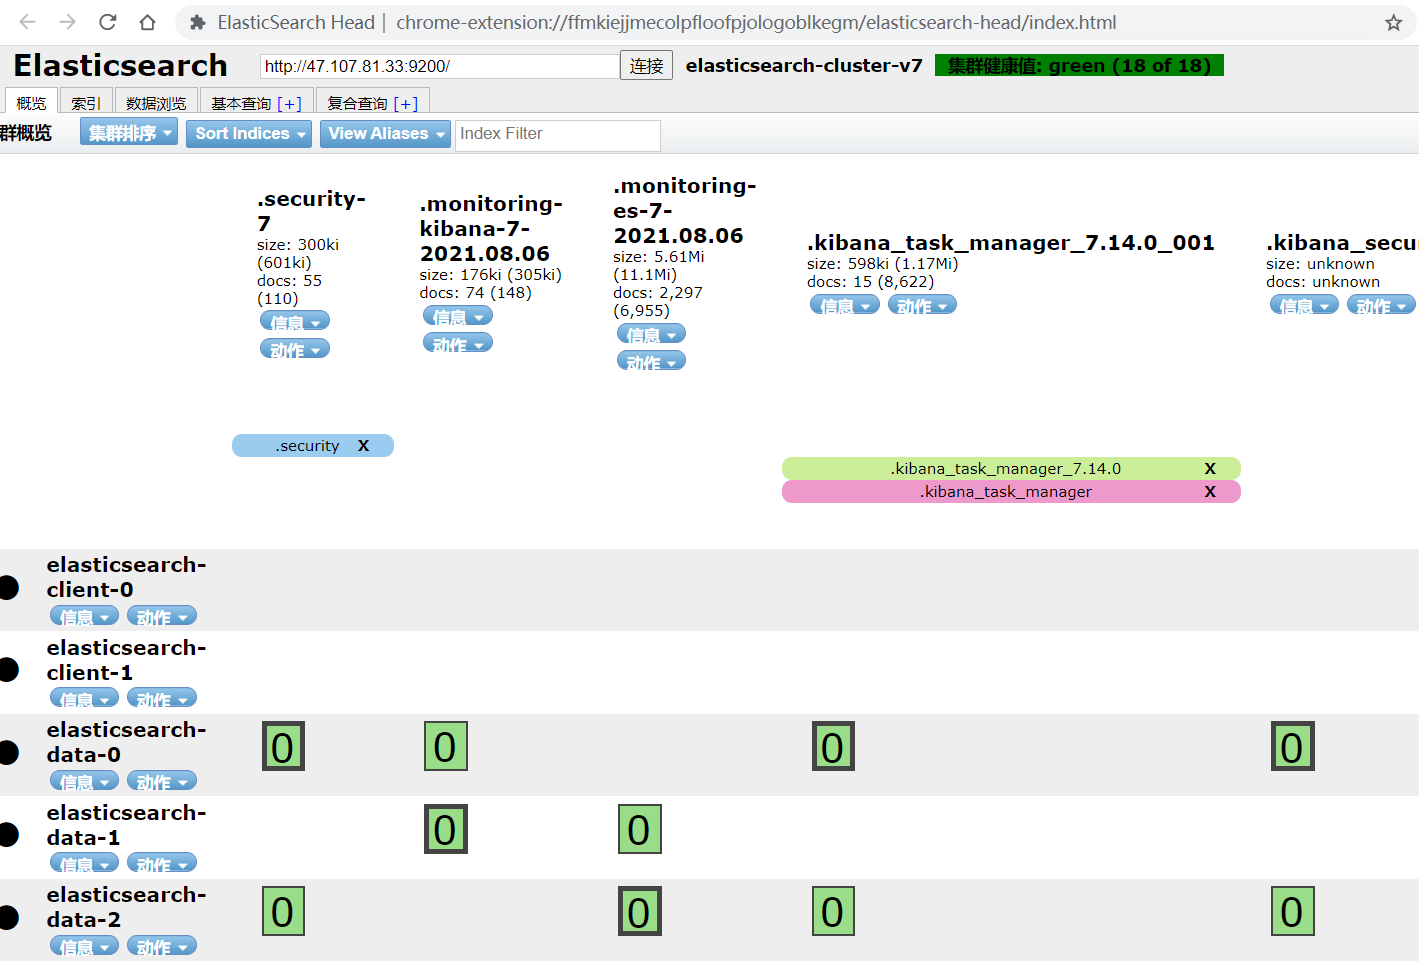 ElasticSearch Head | chrome-extension://ffmkiejjmecolpfloofpjologoblkegm/elasticsearch-head/index.html
Elasticsearch http://47.107.81.33:9200/ 连接 elasticsearch-cluster-v7 集群健康值: green (18 of 18)
概览 索引 数据浏览 基本查询 [+] 复合查询 [+]
群概览 集群排序 Sort Indices View Aliases Index Filter
.security-
7
size: 300ki
(601ki)
docs: 55
(110)
信息
动作
.monitoring-
kibana-7-
2021.08.06
size: 176ki (305ki)
docs: 74 (148)
信息
动作
.monitoring-
es-7-
2021.08.06
size: 5.61Mi
(11.1Mi)
docs: 2,297
(6,955)
信息
动作
.kibana_task_manager_7.14.0_001
size: 598ki (1.17Mi)
docs: 15 (8,622)
信息 动作
.kibana_secu
size: unknown
docs: unknown
信息 动作
.security X
.kibana_task_manager_7.14.0 X
.kibana_task_manager X
elasticsearch-
client-0
信息 动作
elasticsearch-
client-1
信息 动作
elasticsearch-
data-0
信息 动作
0 0 0 0
elasticsearch-
data-1
信息 动作
0 0
elasticsearch-
data-2
信息 动作
0 0 0 0